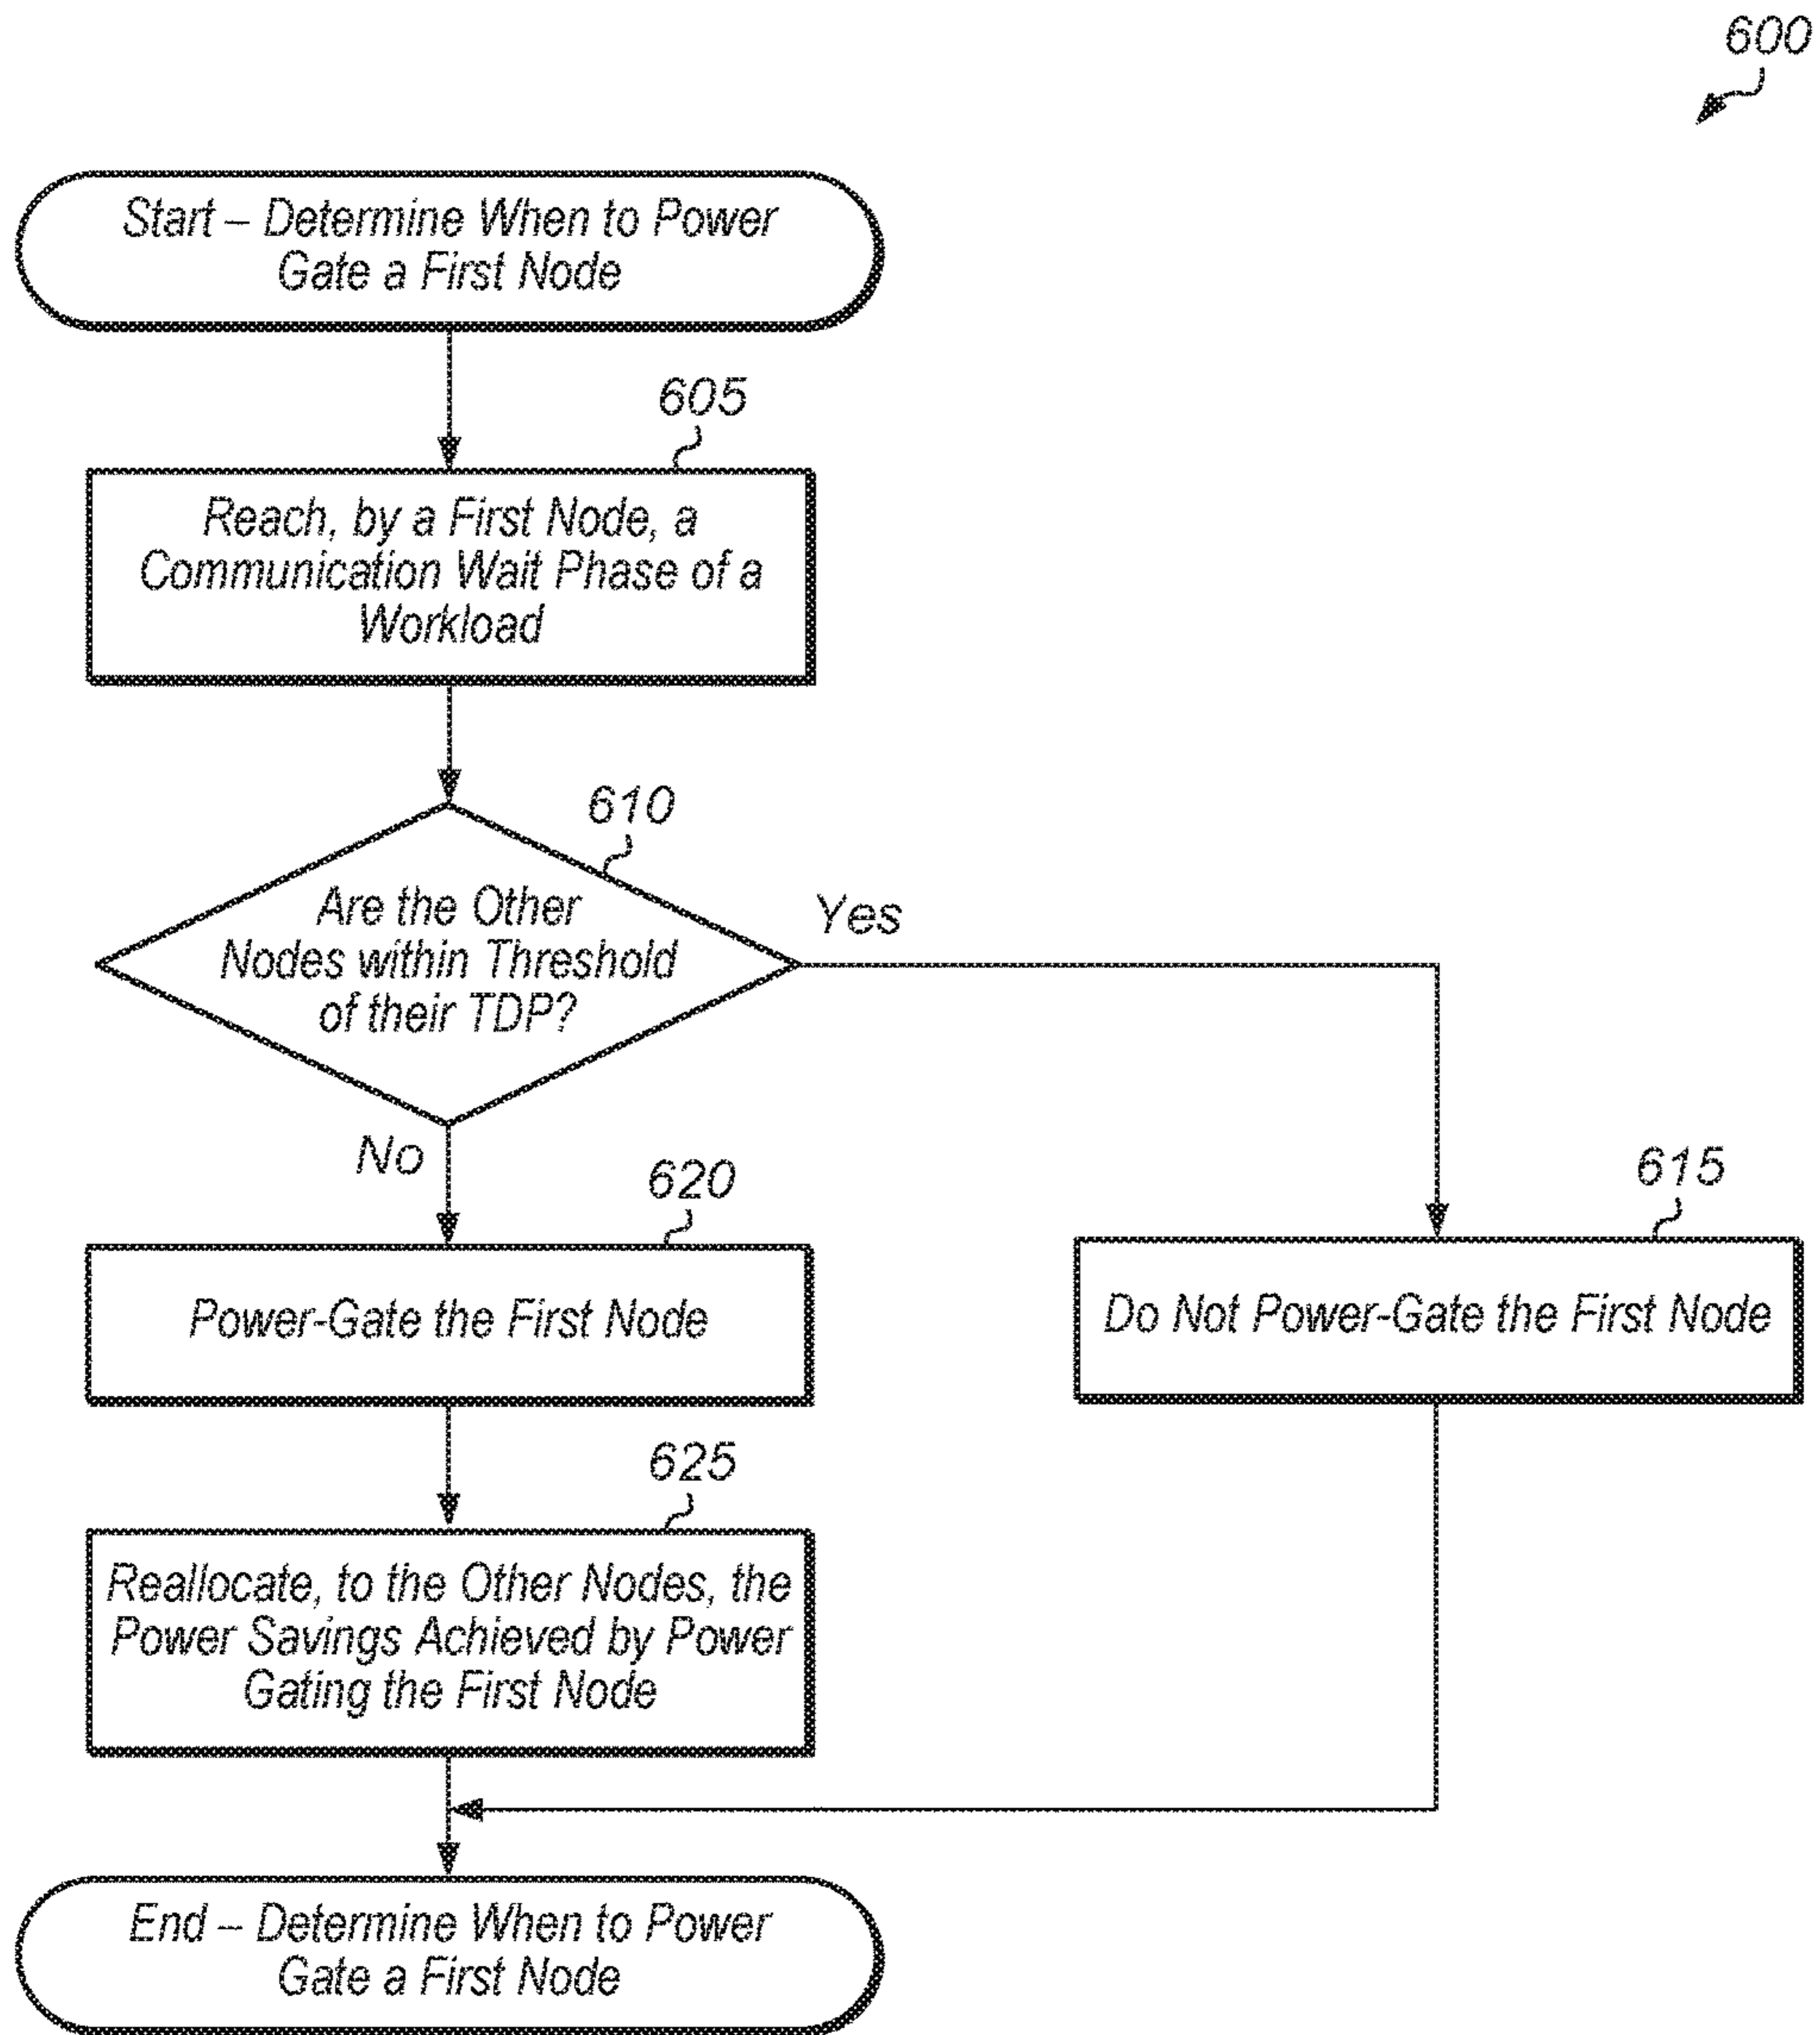 600
Start – Determine When to Power
Gate a First Node
605
Reach, by a First Node, a
Communication Wait Phase of a
Workload
610
Are the Other
Nodes within Threshold
of their TDP?
Yes
No
620
615
Power-Gate the First Node
Do Not Power-Gate the First Node
625
Reallocate, to the Other Nodes, the
Power Savings Achieved by Power
Gating the First Node
End – Determine When to Power
Gate a First Node